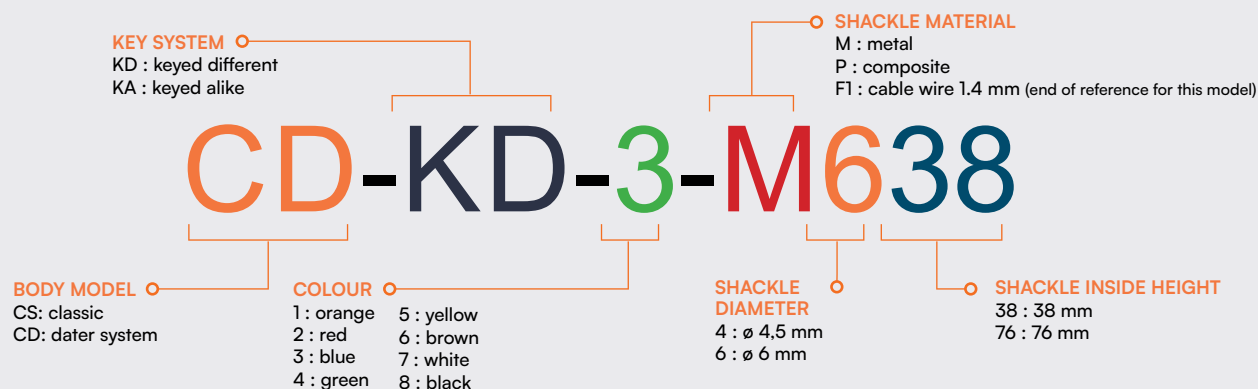 KEY SYSTEM
KD : keyed different
KA : keyed alike
SHACKLE MATERIAL
M : metal
P : composite
F1 : cable wire 1.4 mm (end of reference for this model)
CD-KD-3-M638
BODY MODEL
CS: classic
CD: dater system
COLOUR
1 : orange
2 : red
3 : blue
4 : green
5 : yellow
6 : brown
7 : white
8 : black
SHACKLE
DIAMETER
4 : ø 4,5 mm
6 : ø 6 mm
SHACKLE INSIDE HEIGHT
38 : 38 mm
76 : 76 mm